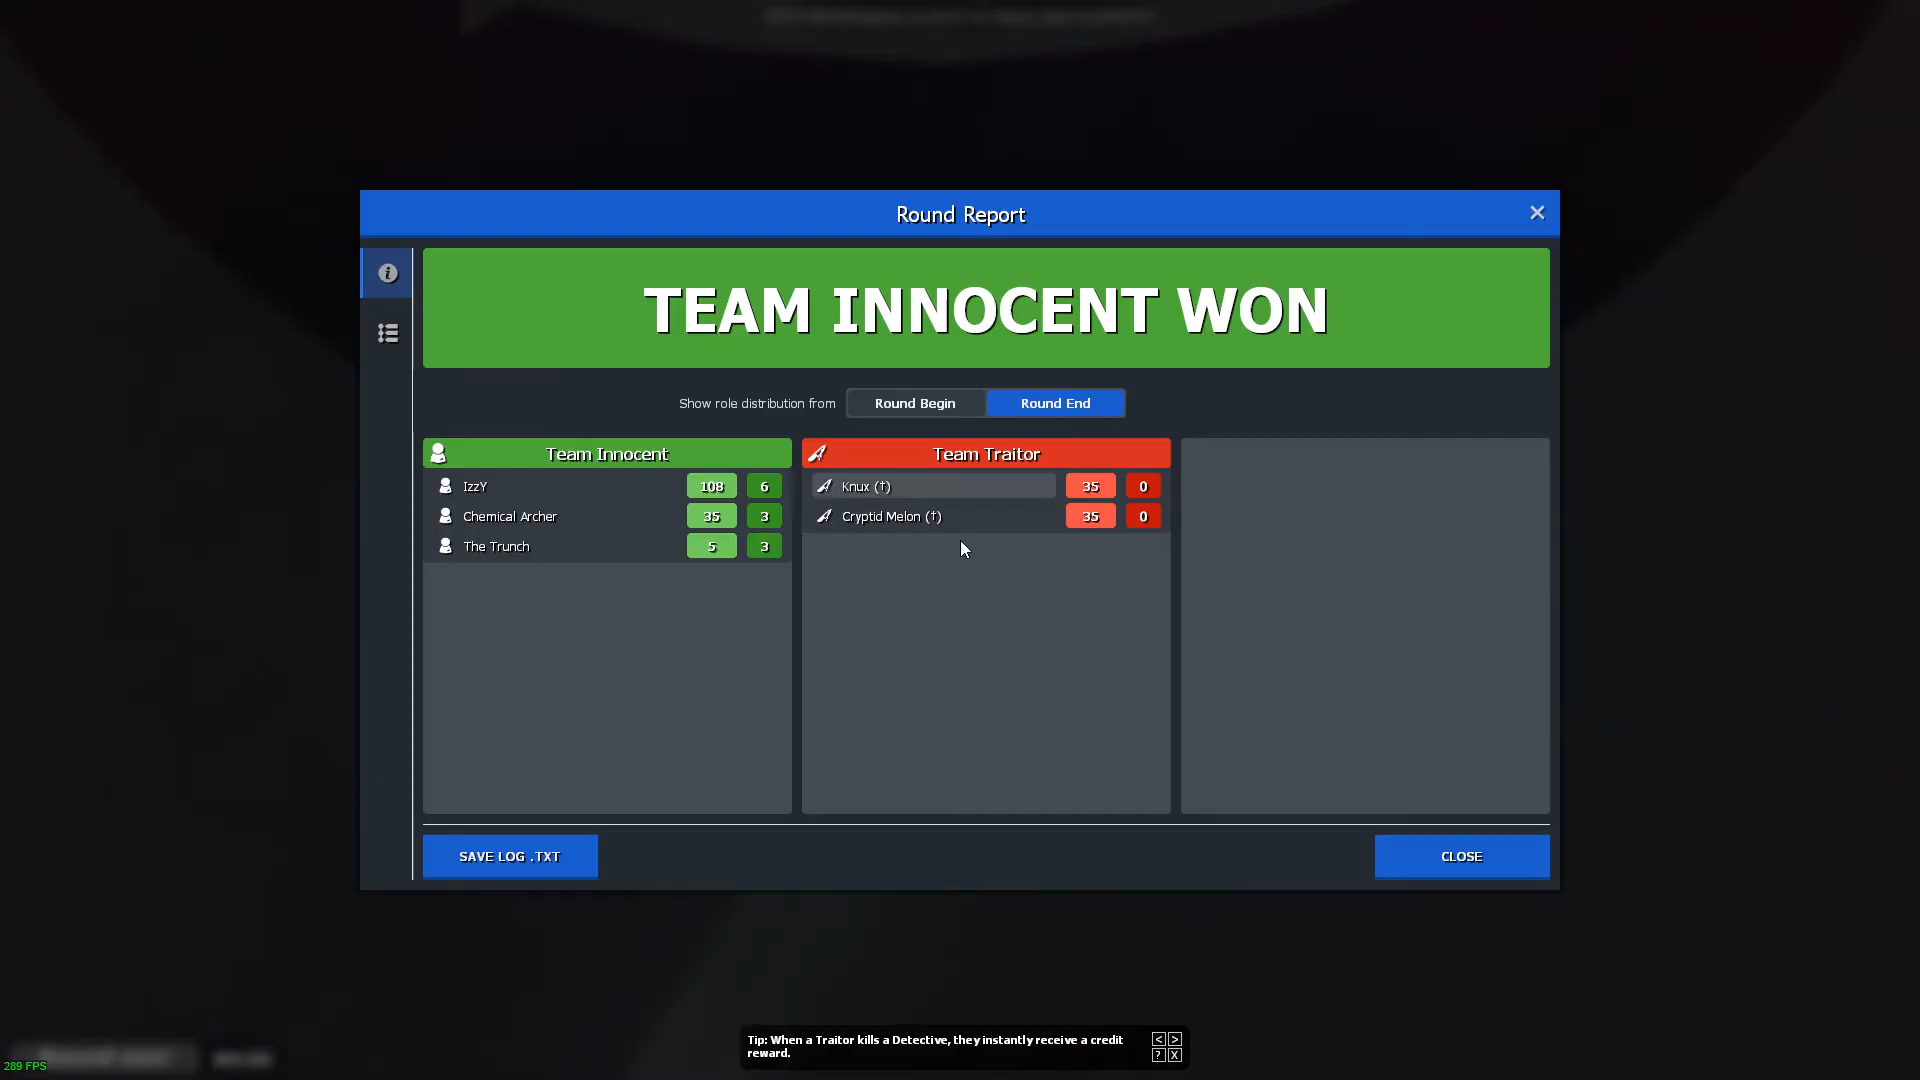 Round Report
TEAM INNOCENT WON
Show role distribution from Round Begin Round End
Team Innocent
IzzY 108 6
Chemical Archer 35 3
The Trunch 5 3
Team Traitor
Knux (†) 35 0
Cryptid Melon (†) 35 0
SAVE LOG .TXT
CLOSE
Tip: When a Traitor kills a Detective, they instantly receive a credit
reward.
< >
? X
289 FPS